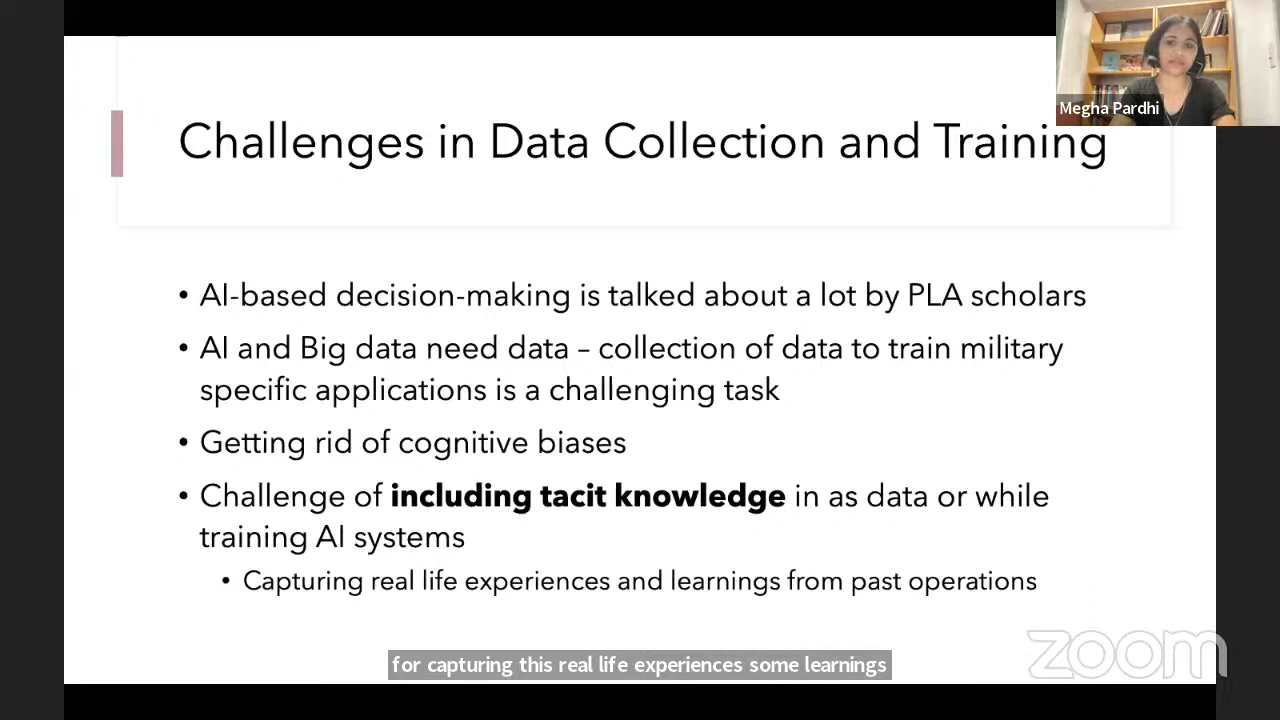 Megha Pardhi
Challenges in Data Collection and Training
• AI-based decision-making is talked about a lot by PLA scholars
• AI and Big data need data – collection of data to train military
specific applications is a challenging task
• Getting rid of cognitive biases
• Challenge of including tacit knowledge in as data or while
training AI systems
• Capturing real life experiences and learnings from past operations
zoom
for capturing this real life experiences some learnings